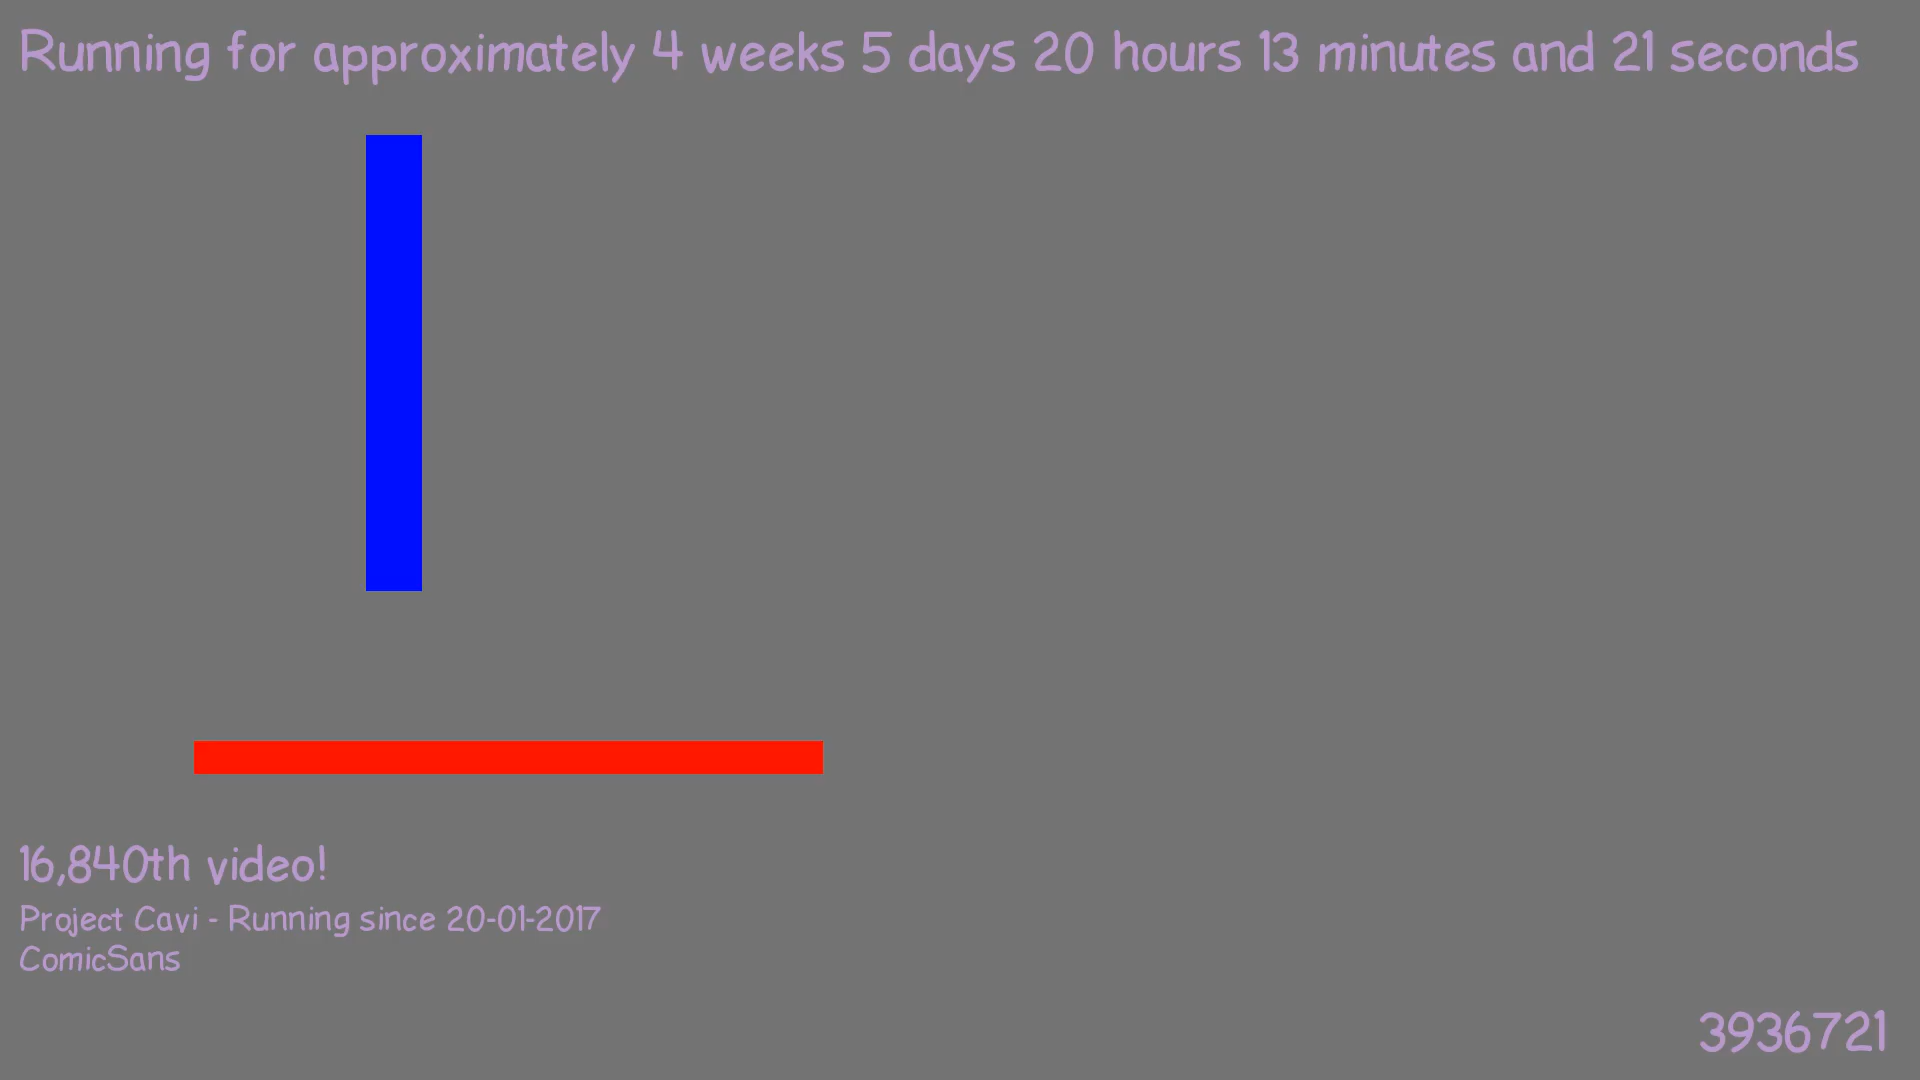 Running for approximately 4 weeks 5 days 20 hours 13 minutes and 21 seconds
16,840th video!
Project Cavi - Running since 20-01-2017
ComicSans
3936721